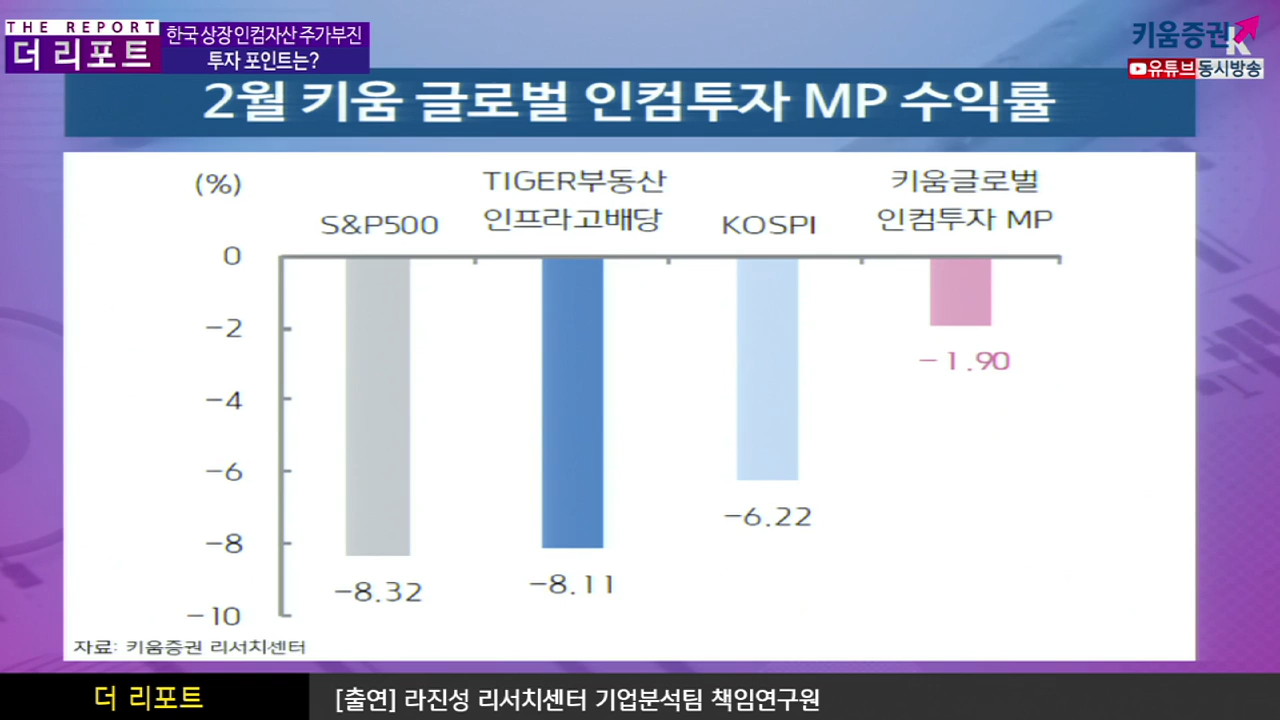 THE REPORT
더 리포트
한국 상장 인컴자산 주가부진
투자 포인트는?
키움증권
K
유튜브동시방송
2월 키움 글로벌 인컴투자 MP 수익률
(%)
S&P500
TIGER부동산
인프라고배당
KOSPI
키움글로벌
인컴투자 MP
0
-2
-4
-6
-8
-10
-8.32
-8.11
-6.22
-1.90
자료: 키움증권 리서치센터
더 리포트
[출연] 라진성 리서치센터 기업분석팀 책임연구원